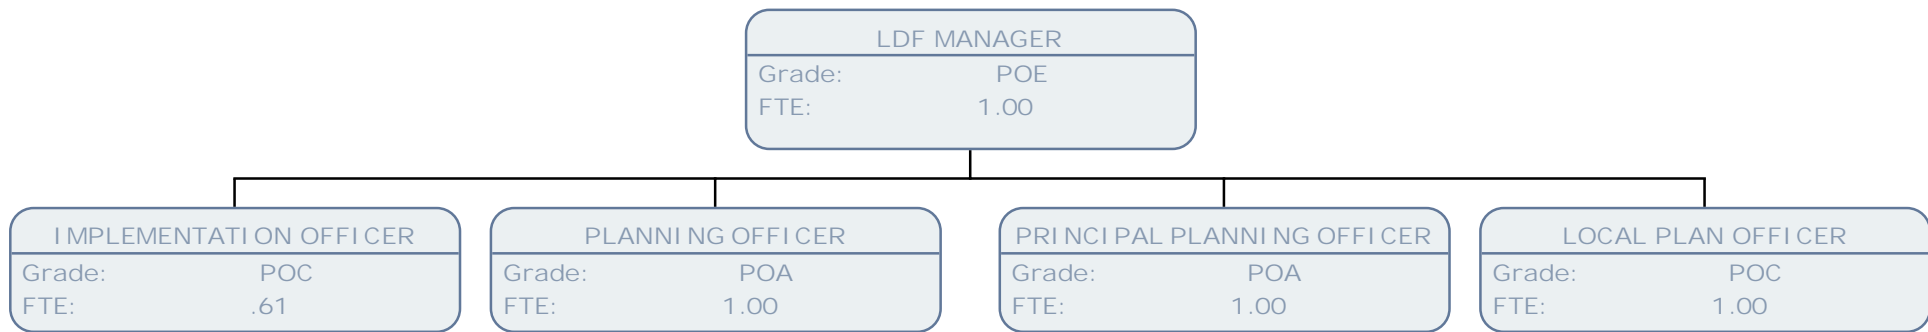 LDF MANAGER
Grade: POE
FTE: 1.00
IMPLEMENTATION OFFICER
Grade: POC
FTE: .61
PLANNING OFFICER
Grade: POA
FTE: 1.00
PRINCIPAL PLANNING OFFICER
Grade: POA
FTE: 1.00
LOCAL PLAN OFFICER
Grade: POC
FTE: 1.00